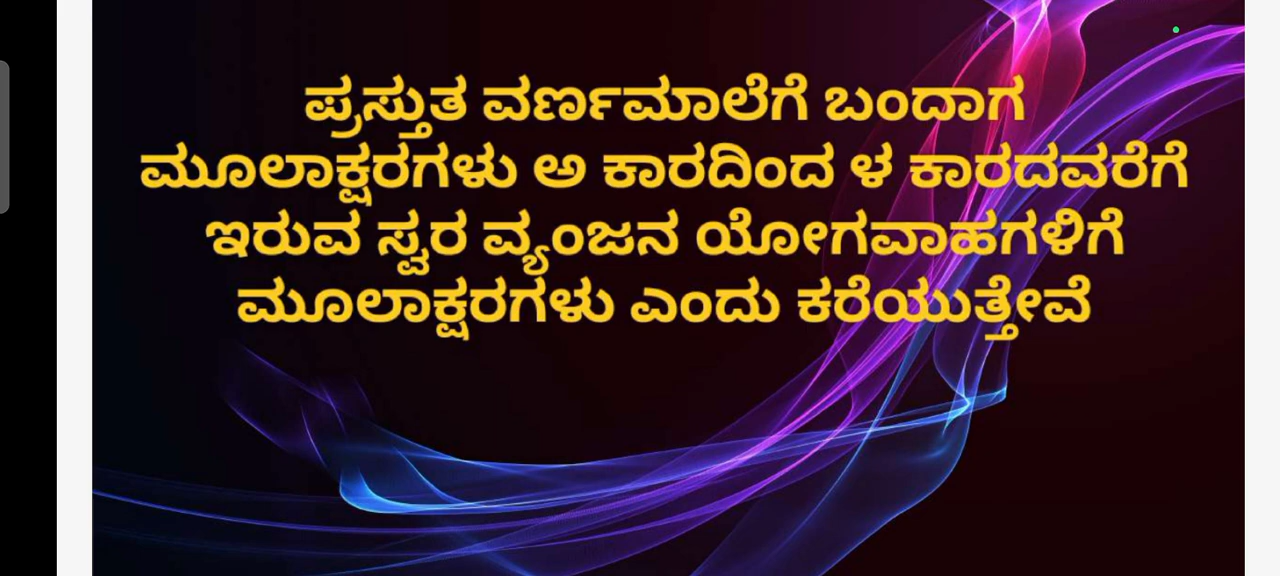 ಪ್ರಸ್ತುತ ವರ್ಣಮಾಲೆಗೆ ಬಂದಾಗ
ಮೂಲಾಕ್ಷರಗಳು ಅ ಕಾರದಿಂದ ಳ ಕಾರದವರೆಗೆ
ಇರುವ ಸ್ವರ ವ್ಯಂಜನ ಯೋಗವಾಹಗಳಿಗೆ
ಮೂಲಾಕ್ಷರಗಳು ಎಂದು ಕರೆಯುತ್ತೇವೆ